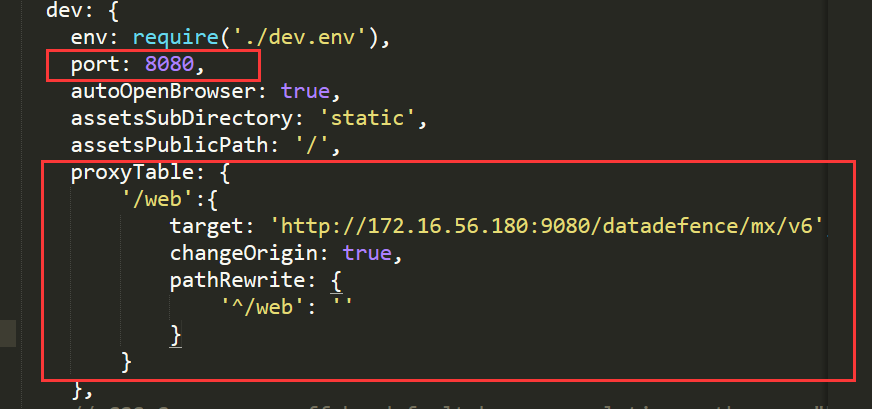 dev: {
env: require('./dev.env'),
port: 8080,
autoOpenBrowser: true,
assetsSubDirectory: 'static',
assetsPublicPath: '/',
proxyTable: {
'/web':{
target: 'http://172.16.56.180:9080/datadefence/mx/v6',
changeOrigin: true,
pathRewrite: {
'^/web': ''
}
}
},